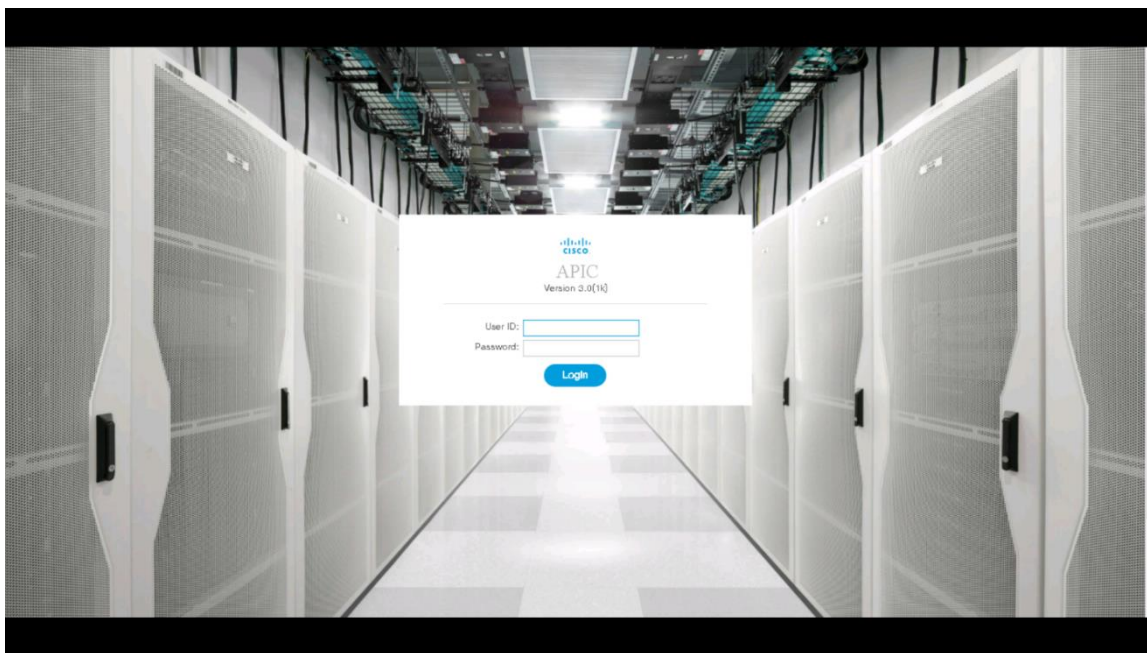 CISCO
APIC
Version 3.0(1k)
User ID:
Password:
Login